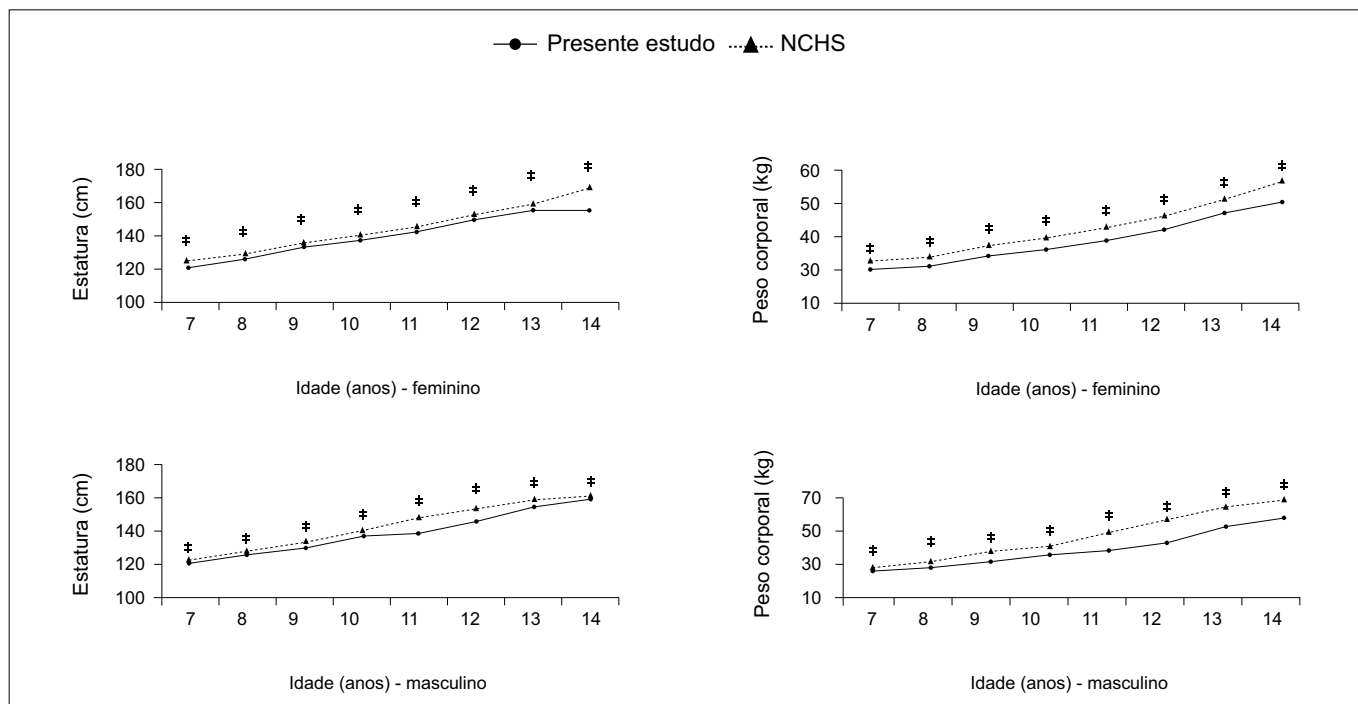 Presente estudo NCHS
‡ ‡ ‡ ‡ ‡ ‡ ‡ ‡
Estatura (cm)
180
160
140
120
100
7 8 9 10 11 12 13 14
Idade (anos) - feminino
‡ ‡ ‡ ‡ ‡ ‡ ‡ ‡
Peso corporal (kg)
60
50
40
30
10
7 8 9 10 11 12 13 14
Idade (anos) - feminino
‡ ‡ ‡ ‡ ‡ ‡ ‡ ‡
Estatura (cm)
180
160
140
120
100
7 8 9 10 11 12 13 14
Idade (anos) - masculino
‡ ‡ ‡ ‡ ‡ ‡ ‡ ‡
Peso corporal (kg)
70
50
30
10
7 8 9 10 11 12 13 14
Idade (anos) - masculino